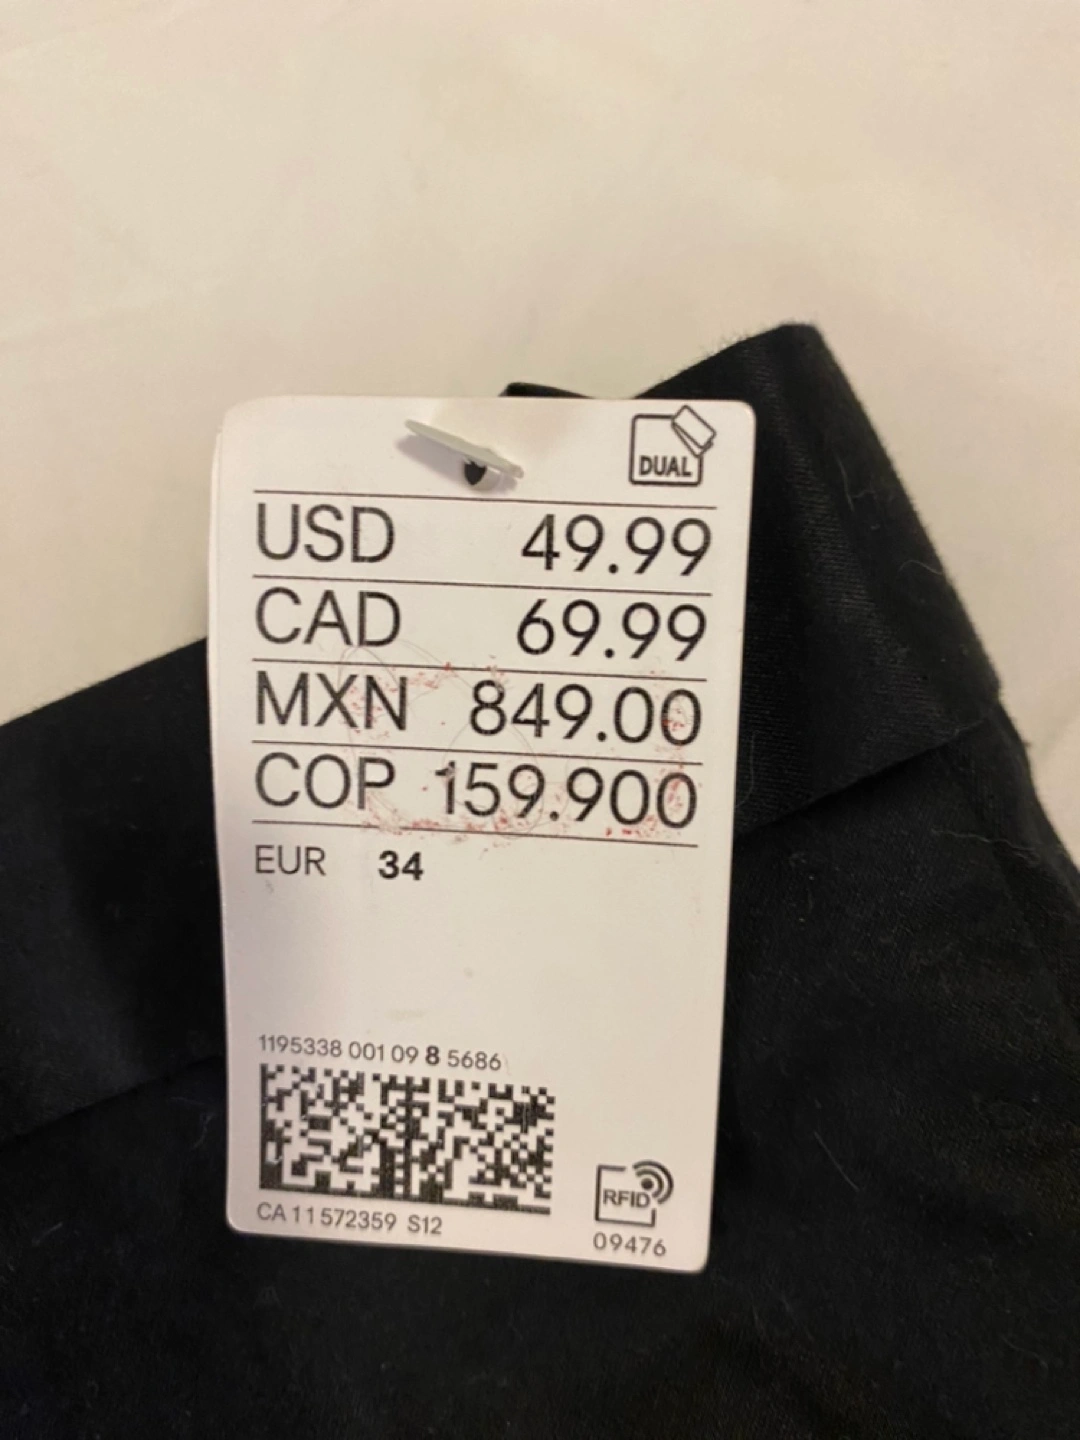 DUAL
USD 49.99
CAD 69.99
MXN 849.00
COP 159.900
EUR 34
1195338 001 09 8 5686
CA 11 572359 S12
RFID
09476